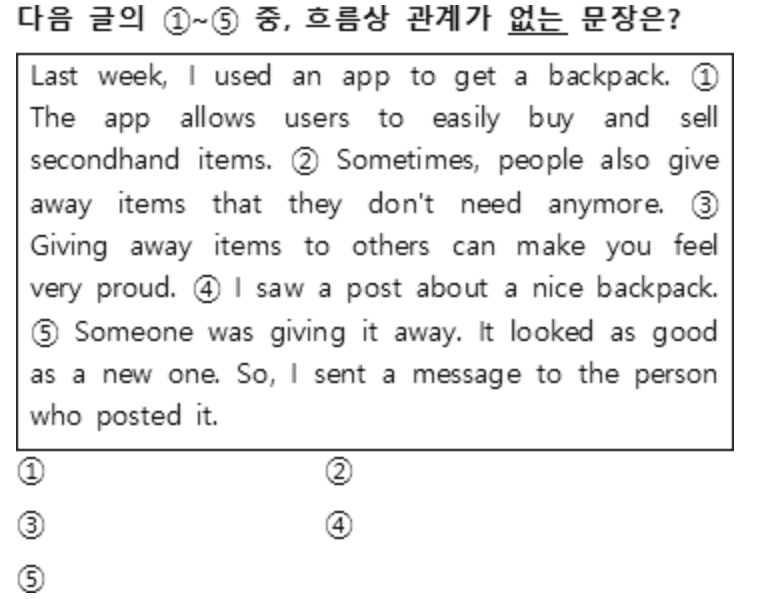 다음 글의 ①~⑤ 중, 흐름상 관계가 없는 문장은?
Last week, I used an app to get a backpack. ①
The app allows users to easily buy and sell
secondhand items. ② Sometimes, people also give
away items that they don't need anymore. ③
Giving away items to others can make you feel
very proud. ④ I saw a post about a nice backpack.
⑤ Someone was giving it away. It looked as good
as a new one. So, I sent a message to the person
who posted it.
① ②
③ ④
⑤